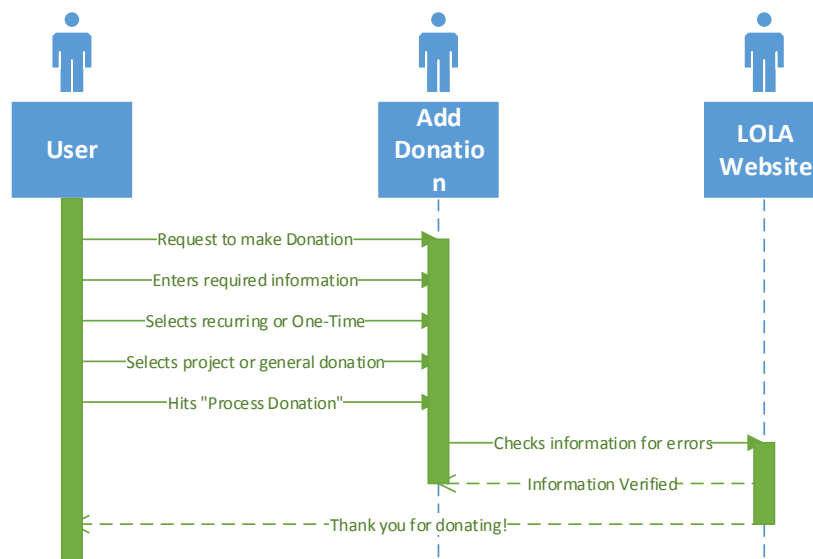 User
Add
Donatio
n
LOLA
Website
Request to make Donation
Enters required information
Selects recurring or One-Time
Selects project or general donation
Hits "Process Donation"
Checks information for errors
Information Verified
Thank you for donating!